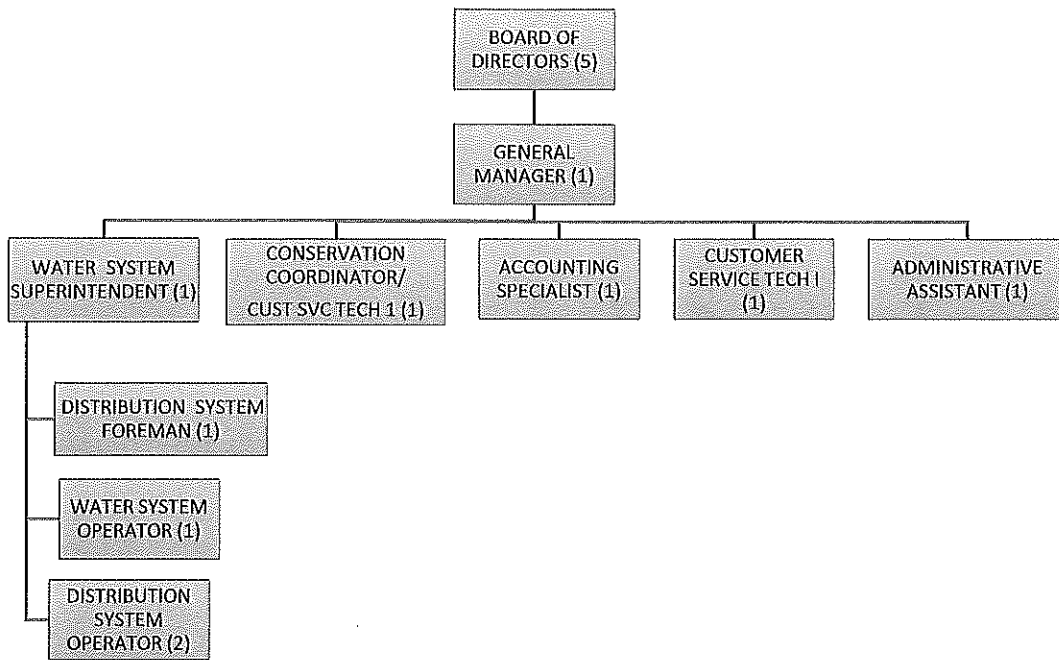 BOARD OF
DIRECTORS (5)
GENERAL
MANAGER (1)
WATER SYSTEM
SUPERINTENDENT (1)
CONSERVATION
COORDINATOR/
CUST SVC TECH 1 (1)
ACCOUNTING
SPECIALIST (1)
CUSTOMER
SERVICE TECH I
(1)
ADMINISTRATIVE
ASSISTANT (1)
DISTRIBUTION SYSTEM
FOREMAN (1)
WATER SYSTEM
OPERATOR (1)
DISTRIBUTION
SYSTEM
OPERATOR (2)